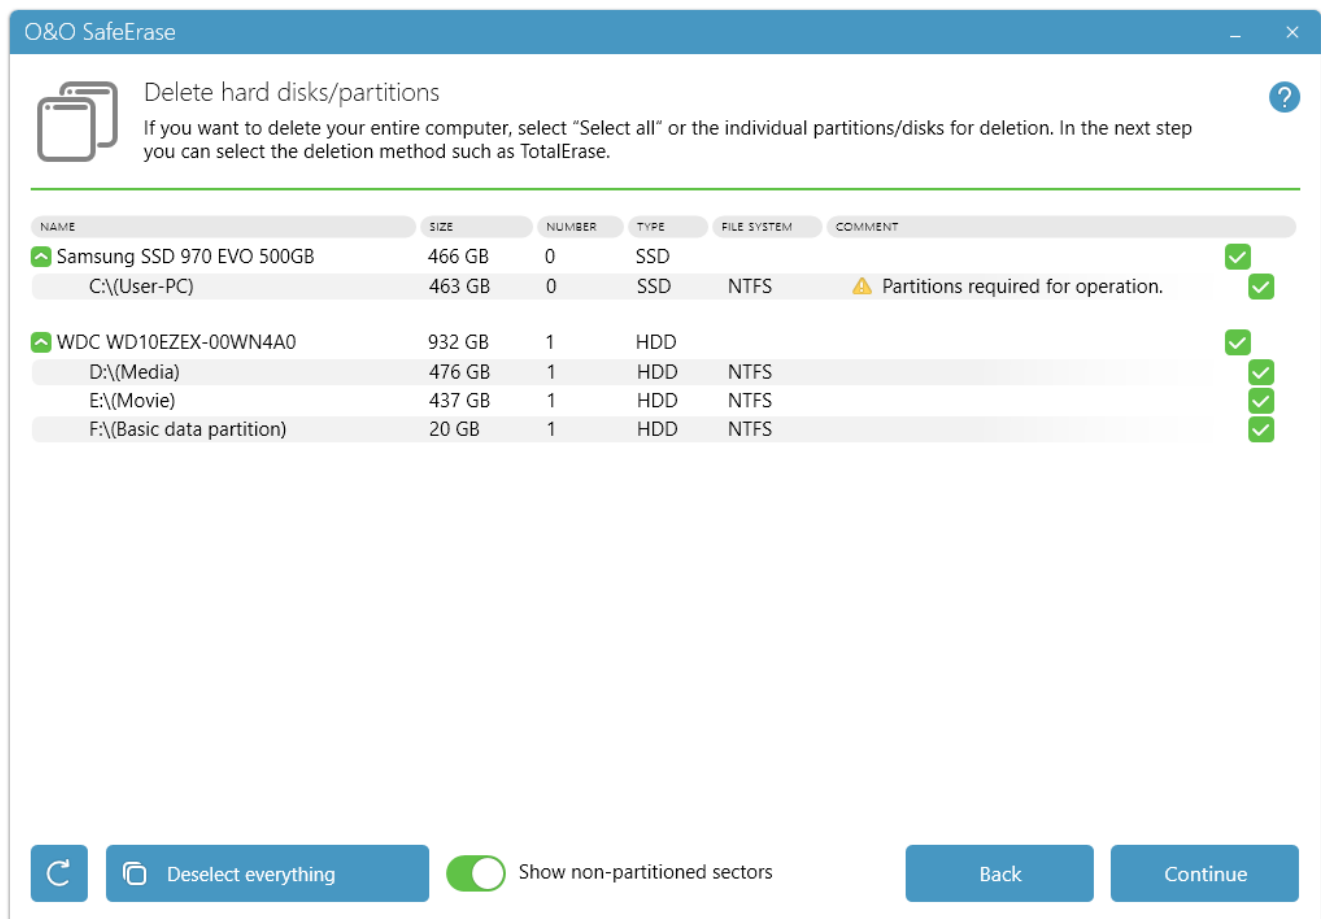 O&O SafeErase
Delete hard disks/partitions
If you want to delete your entire computer, select “Select all“ or the individual partitions/disks for deletion. In the next step
you can select the deletion method such as TotalErase.
NAME SIZE NUMBER TYPE FILE SYSTEM COMMENT
Samsung SSD 970 EVO 500GB 466 GB 0 SSD
C:\(User-PC) 463 GB 0 SSD NTFS Partitions required for operation.
WDC WD10EZEX-00WN4A0 932 GB 1 HDD
D:\(Media) 476 GB 1 HDD NTFS
E:\(Movie) 437 GB 1 HDD NTFS
F:\(Basic data partition) 20 GB 1 HDD NTFS
Deselect everything Show non-partitioned sectors Back Continue